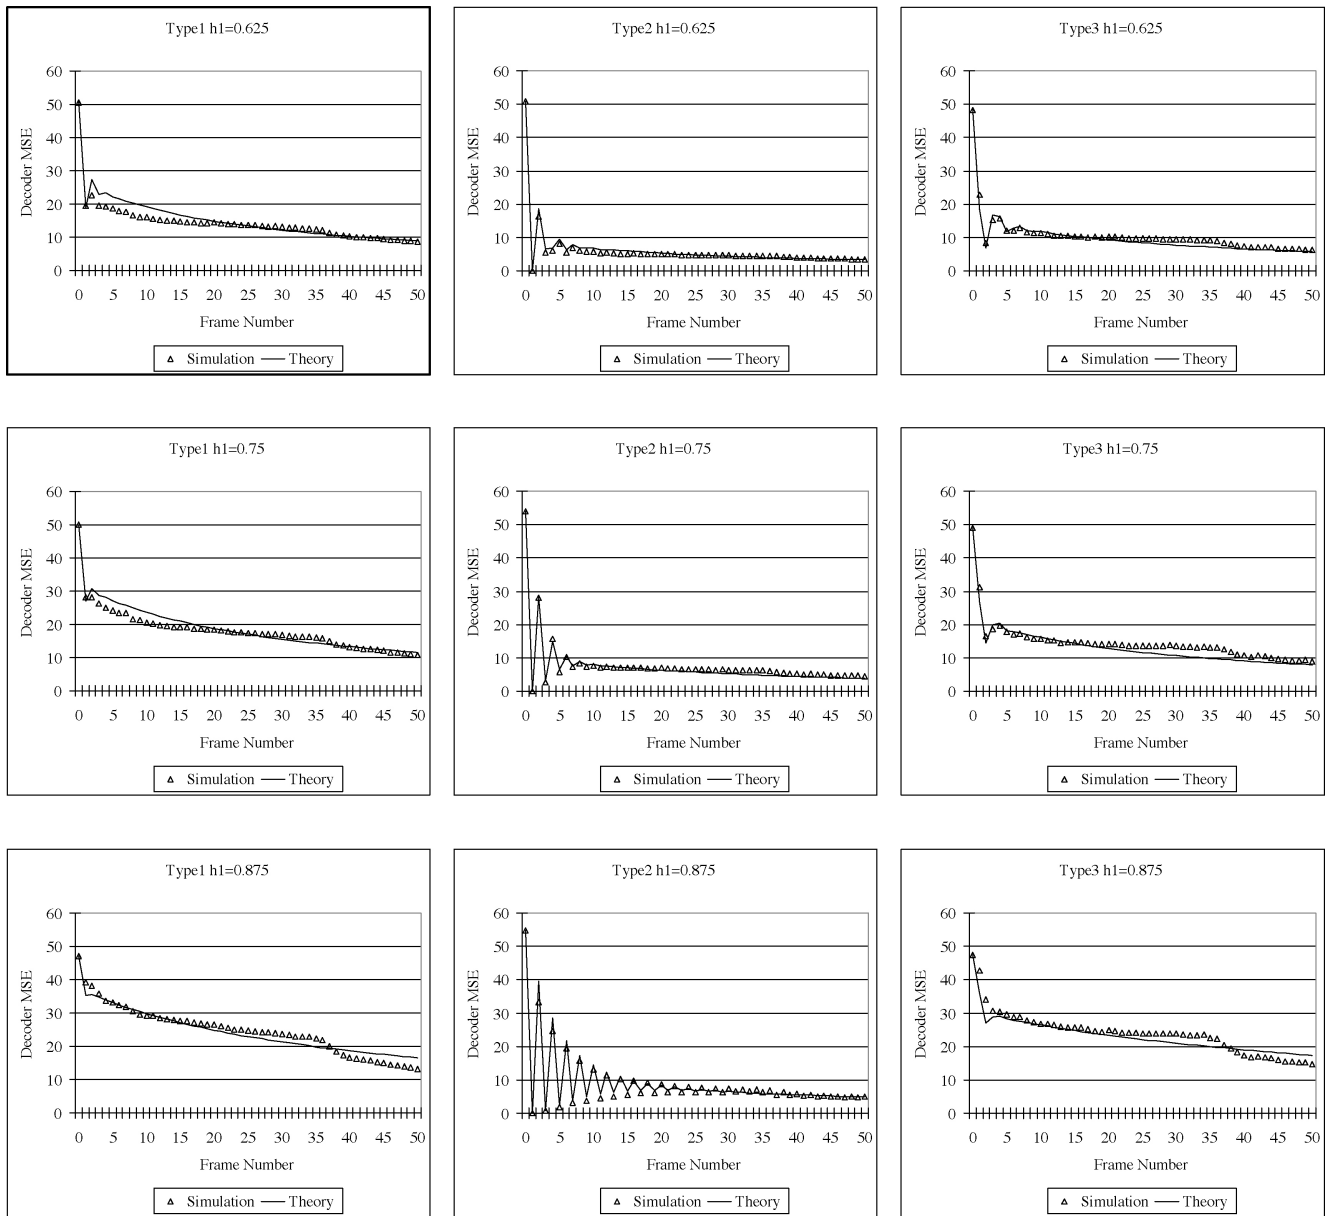 Type1 h1=0.625
60
50
40
30
20
10
0
Decoder MSE
0 5 10 15 20 25 30 35 40 45 50
Frame Number
Simulation Theory
Type2 h1=0.625
60
50
40
30
20
10
0
Decoder MSE
0 5 10 15 20 25 30 35 40 45 50
Frame Number
Simulation Theory
Type3 h1=0.625
60
50
40
30
20
10
0
Decoder MSE
0 5 10 15 20 25 30 35 40 45 50
Frame Number
Simulation Theory
Type1 h1=0.75
60
50
40
30
20
10
0
Decoder MSE
0 5 10 15 20 25 30 35 40 45 50
Frame Number
Simulation Theory
Type2 h1=0.75
60
50
40
30
20
10
0
Decoder MSE
0 5 10 15 20 25 30 35 40 45 50
Frame Number
Simulation Theory
Type3 h1=0.75
60
50
40
30
20
10
0
Decoder MSE
0 5 10 15 20 25 30 35 40 45 50
Frame Number
Simulation Theory
Type1 h1=0.875
60
50
40
30
20
10
0
Decoder MSE
0 5 10 15 20 25 30 35 40 45 50
Frame Number
Simulation Theory
Type2 h1=0.875
60
50
40
30
20
10
0
Decoder MSE
0 5 10 15 20 25 30 35 40 45 50
Frame Number
Simulation Theory
Type3 h1=0.875
60
50
40
30
20
10
0
Decoder MSE
0 5 10 15 20 25 30 35 40 45 50
Frame Number
Simulation Theory